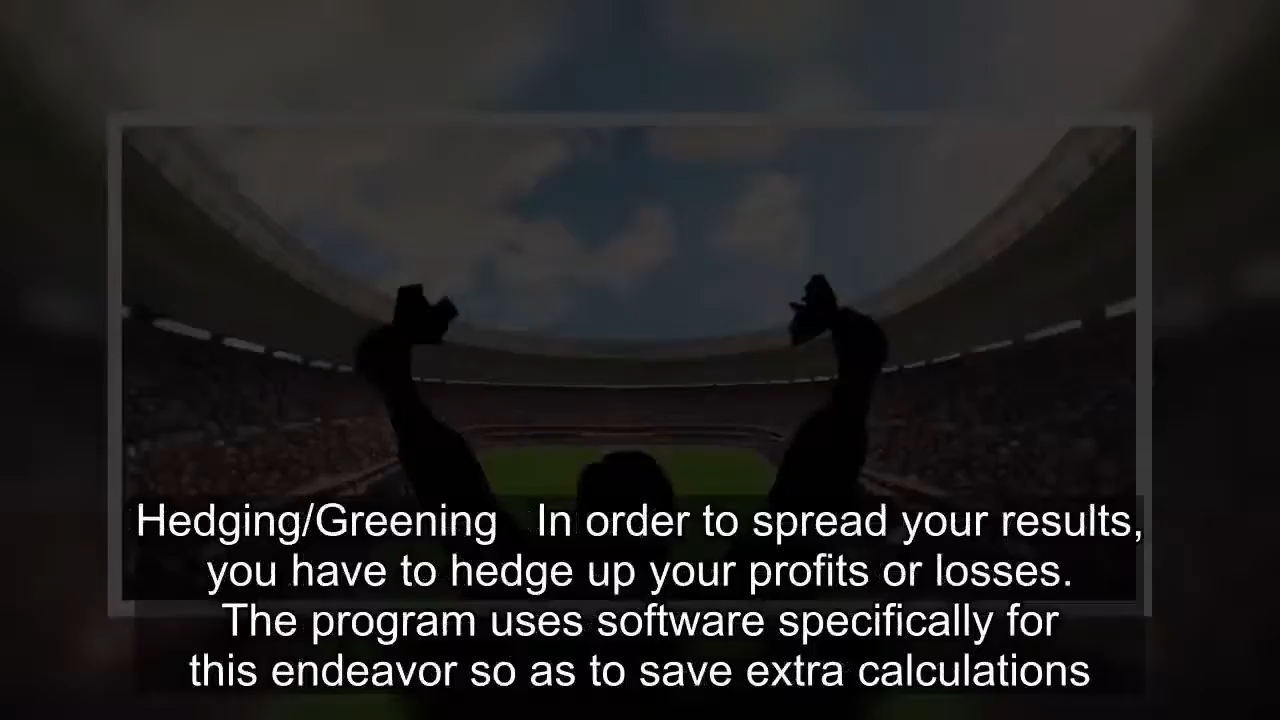 Hedging/Greening   In order to spread your results,
you have to hedge up your profits or losses.
The program uses software specifically for
this endeavor so as to save extra calculations